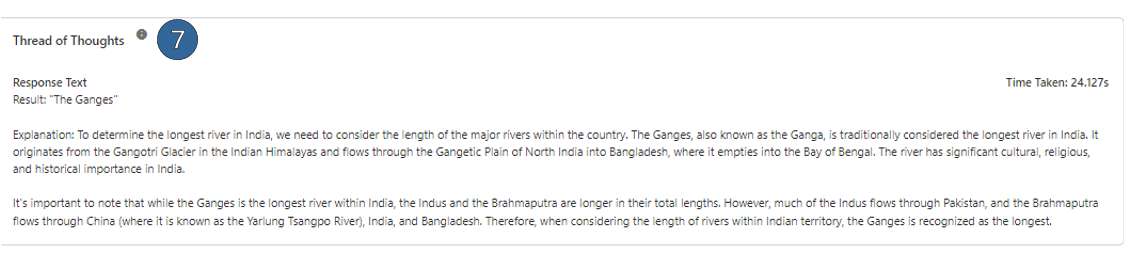 Thread of Thoughts 7
Response Text Time Taken: 24.127s
Result: "The Ganges"
Explanation: To determine the longest river in India, we need to consider the length of the major rivers within the country. The Ganges, also known as the Ganga, is traditionally considered the longest river in India. It
originates from the Gangotri Glacier in the Indian Himalayas and flows through the Gangetic Plain of North India into Bangladesh, where it empties into the Bay of Bengal. The river has significant cultural, religious,
and historical importance in India.
It's important to note that while the Ganges is the longest river within India, the Indus and the Brahmaputra are longer in their total lengths. However, much of the Indus flows through Pakistan, and the Brahmaputra
flows through China (where it is known as the Yarlung Tsangpo River), India, and Bangladesh. Therefore, when considering the length of rivers within Indian territory, the Ganges is recognized as the longest.